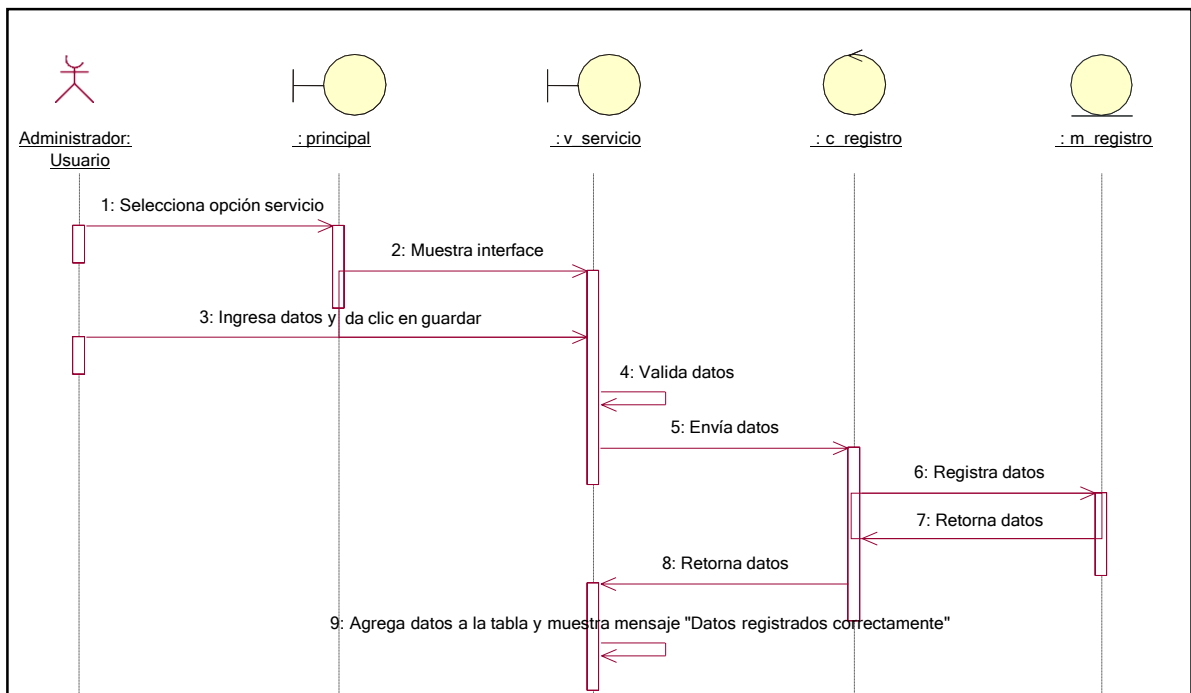 Administrador:
Usuario
: principal
: v_servicio
: c_registro
: m_registro
1: Selecciona opción servicio
2: Muestra interface
3: Ingresa datos y da clic en guardar
4: Valida datos
5: Envía datos
6: Registra datos
7: Retorna datos
8: Retorna datos
9: Agrega datos a la tabla y muestra mensaje "Datos registrados correctamente"